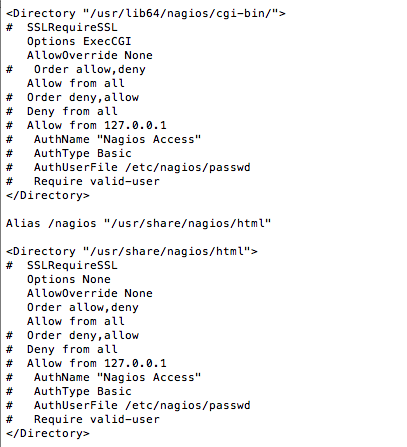 <Directory "/usr/lib64/nagios/cgi-bin/">
#  SSLRequireSSL
   Options ExecCGI
   AllowOverride None
#   Order allow,deny
   Allow from all
#  Order deny,allow
#  Deny from all
#  Allow from 127.0.0.1
#   AuthName "Nagios Access"
#   AuthType Basic
#   AuthUserFile /etc/nagios/passwd
#   Require valid-user
</Directory>

Alias /nagios "/usr/share/nagios/html"

<Directory "/usr/share/nagios/html">
#  SSLRequireSSL
   Options None
   AllowOverride None
   Order allow,deny
   Allow from all
#  Order deny,allow
#  Deny from all
#  Allow from 127.0.0.1
#   AuthName "Nagios Access"
#   AuthType Basic
#   AuthUserFile /etc/nagios/passwd
#   Require valid-user
</Directory>